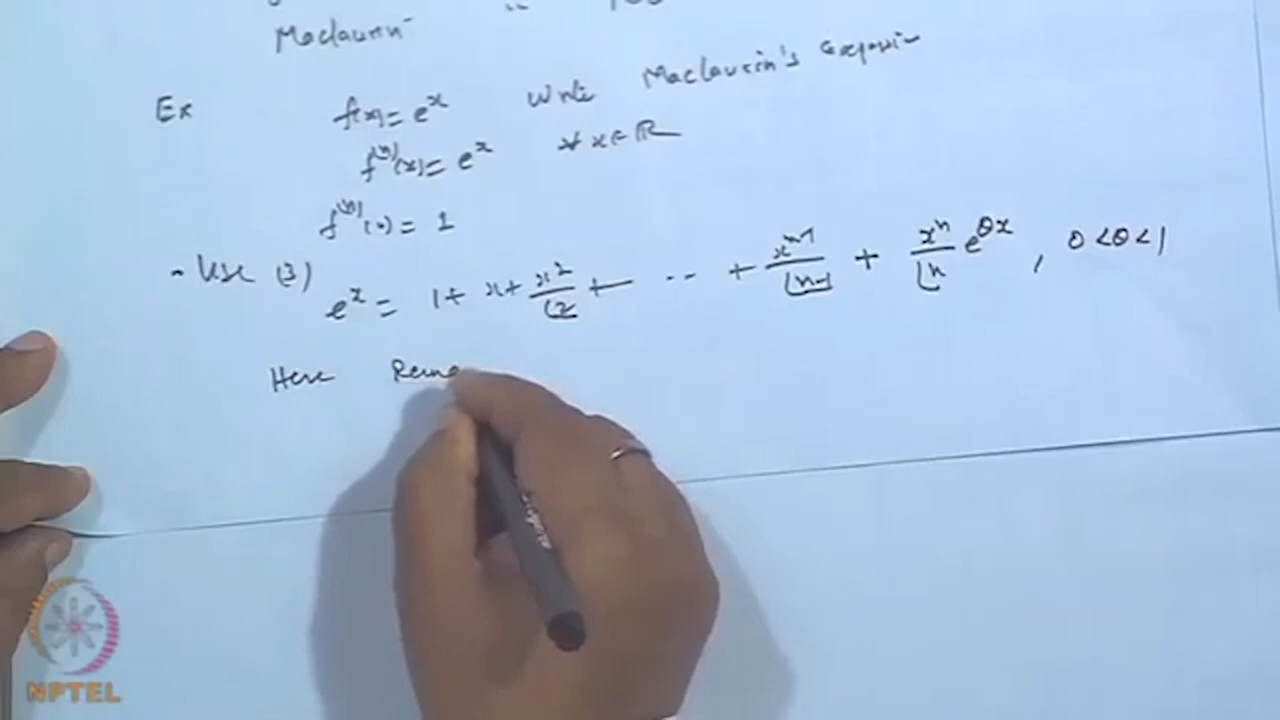 Maclaurin
Ex f(x) = e^x Write Maclaurin's Expansion
f^(n)(x) = e^x ∀ x ∈ R
f^(n)(0) = 1
- Use (3)
e^x = 1 + x + x^2/⌊2 + - - - + x^n-1/⌊n-1 + x^n/⌊n e^θx , 0 < θ < 1
Here Rema
NPTEL